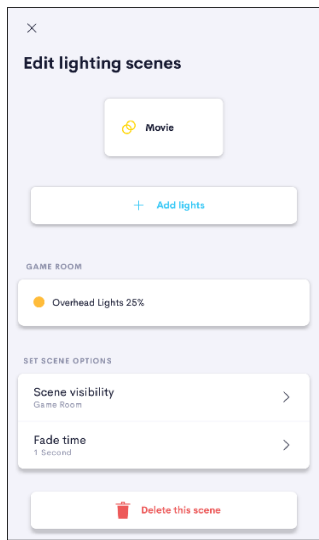 Edit lighting scenes
Movie
Add lights
GAME ROOM
Overhead Lights 25%
SET SCENE OPTIONS
Scene visibility
Game Room
Fade time
1 Second
Delete this scene